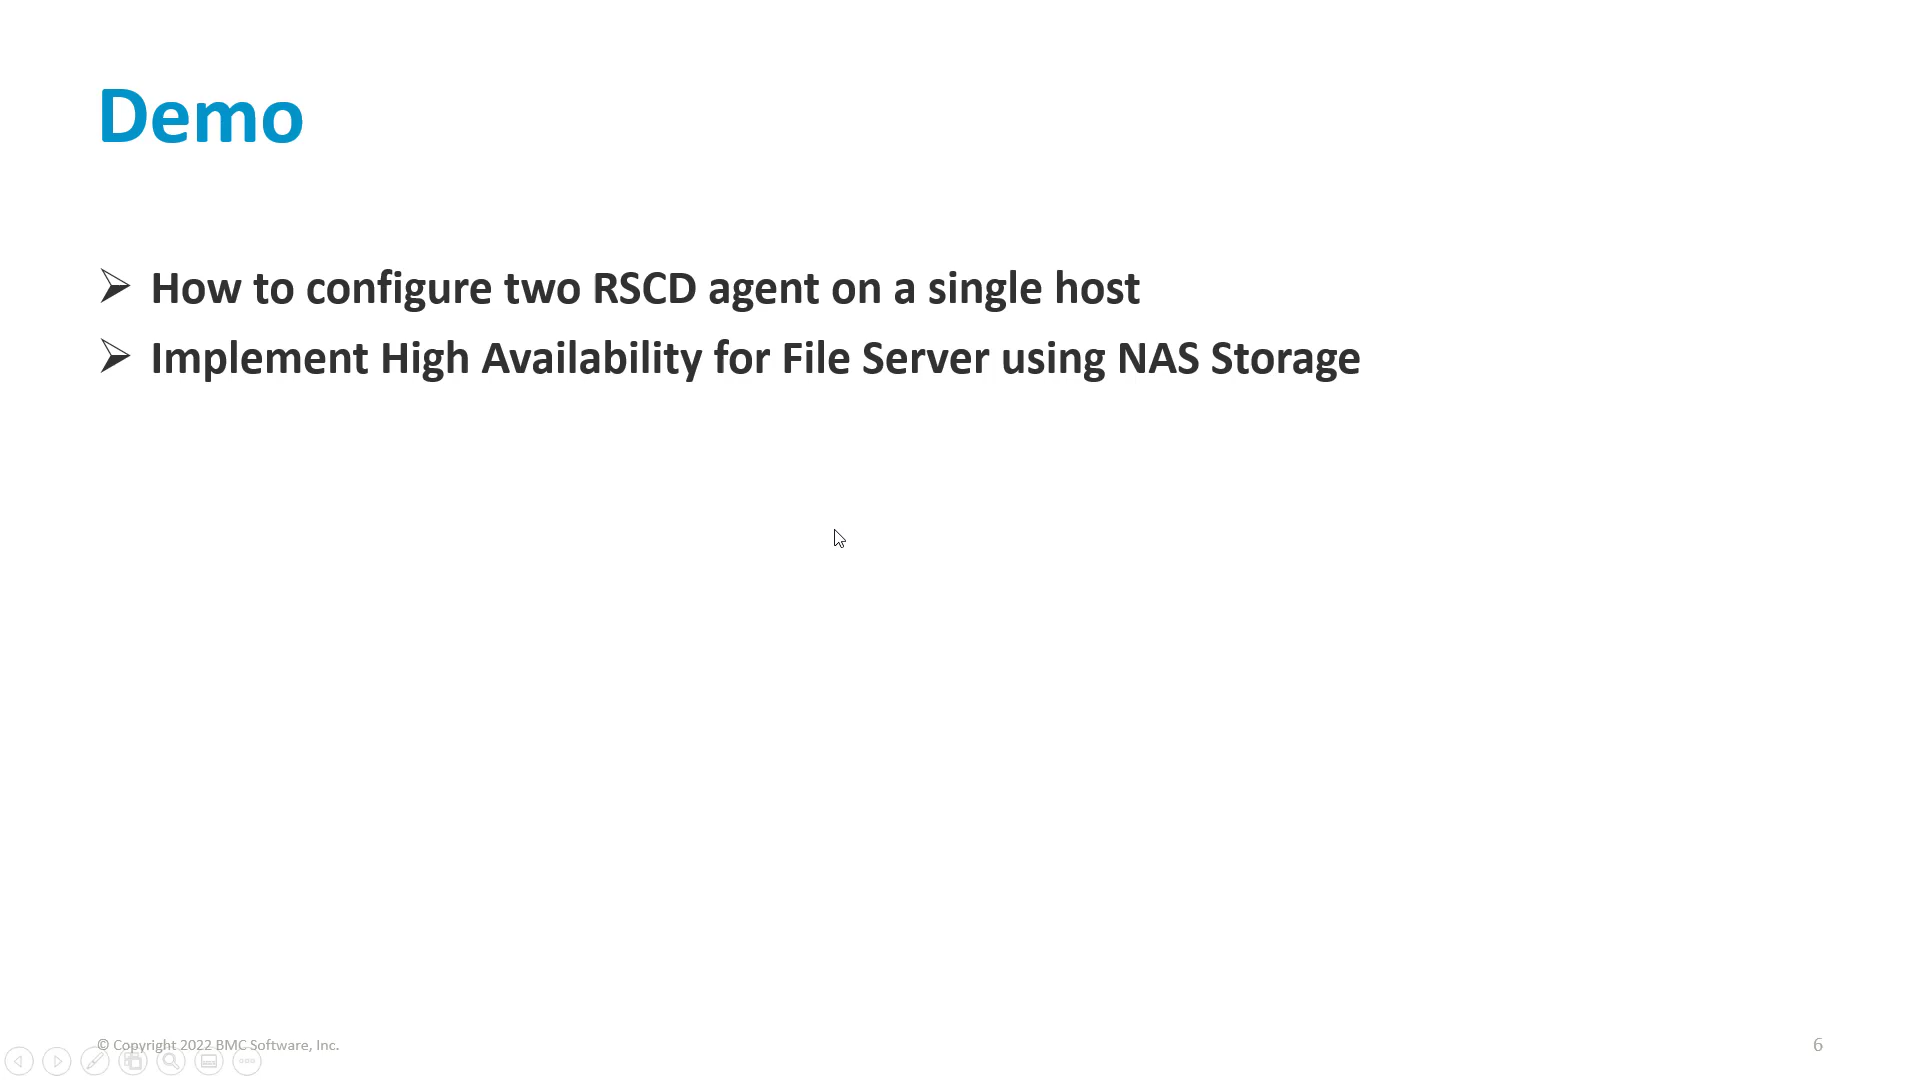 Demo
How to configure two RSCD agent on a single host
Implement High Availability for File Server using NAS Storage
© Copyright 2022 BMC Software, Inc.
6